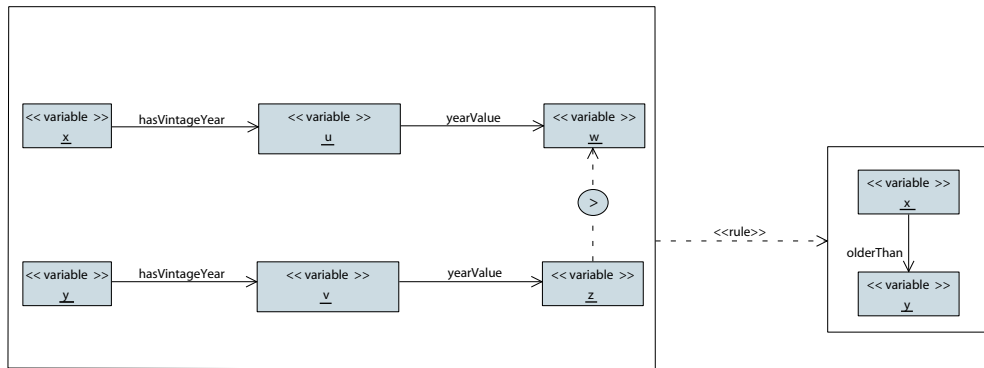 << variable >>
x
hasVintageYear
<< variable >>
u
yearValue
<< variable >>
w
>
<< variable >>
y
hasVintageYear
<< variable >>
v
yearValue
<< variable >>
z
<<rule>>
<< variable >>
x
olderThan
<< variable >>
y